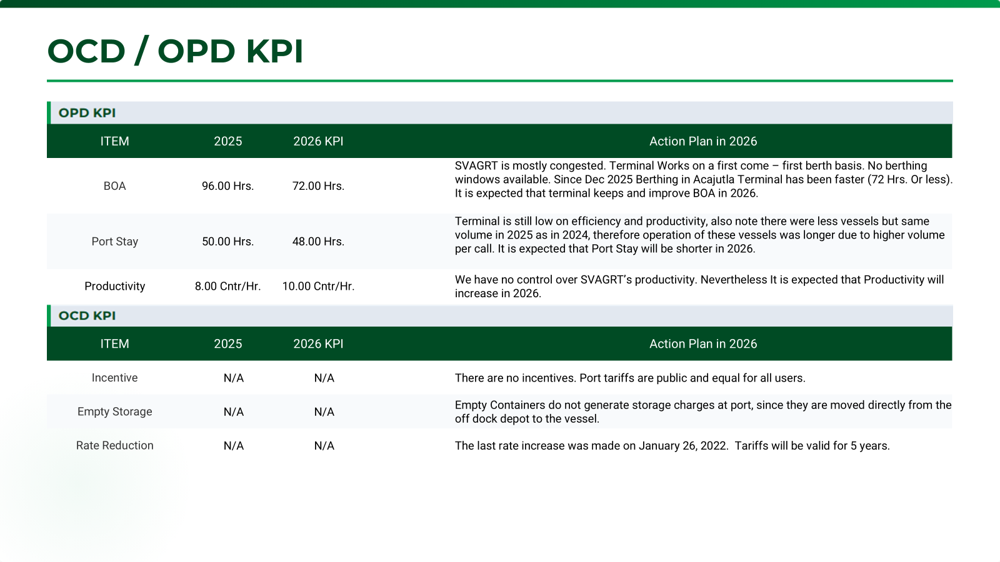 OCD / OPD KPI
OPD KPI
ITEM 2025 2026 KPI Action Plan in 2026
BOA 96.00 Hrs. 72.00 Hrs. SVAGRT is mostly congested. Terminal Works on a first come – first berth basis. No berthing
windows available. Since Dec 2025 Berthing in Acajutla Terminal has been faster (72 Hrs. Or less).
It is expected that terminal keeps and improve BOA in 2026.
Port Stay 50.00 Hrs. 48.00 Hrs. Terminal is still low on efficiency and productivity, also note there were less vessels but same
volume in 2025 as in 2024, therefore operation of these vessels was longer due to higher volume
per call. It is expected that Port Stay will be shorter in 2026.
Productivity 8.00 Cntr/Hr. 10.00 Cntr/Hr. We have no control over SVAGRT’s productivity. Nevertheless It is expected that Productivity will
increase in 2026.
OCD KPI
ITEM 2025 2026 KPI Action Plan in 2026
Incentive N/A N/A There are no incentives. Port tariffs are public and equal for all users.
Empty Storage N/A N/A Empty Containers do not generate storage charges at port, since they are moved directly from the
off dock depot to the vessel.
Rate Reduction N/A N/A The last rate increase was made on January 26, 2022.  Tariffs will be valid for 5 years.